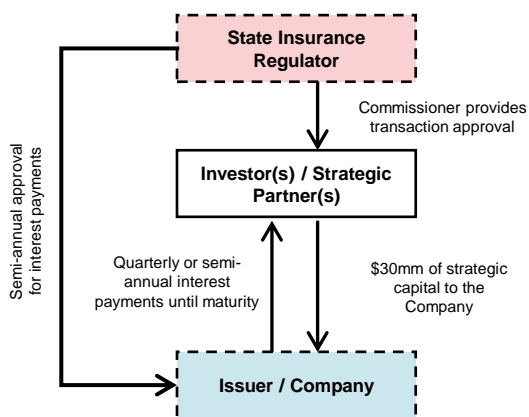 State Insurance
Regulator
Commissioner provides
transaction approval
Semi-annual approval
for interest payments
Investor(s) / Strategic
Partner(s)
Quarterly or semi-
annual interest
payments until maturity
$30mm of strategic
capital to the
Company
Issuer / Company